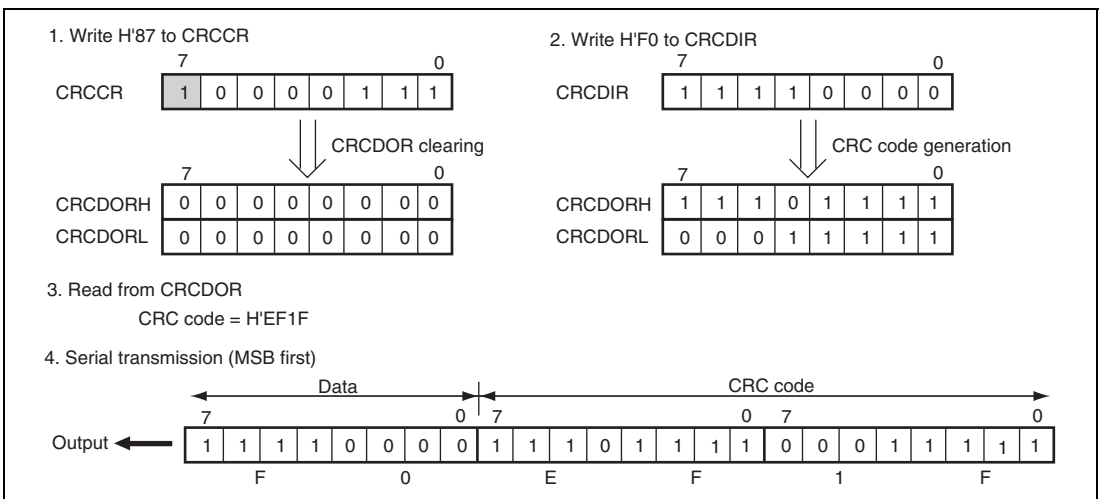 1. Write H'87 to CRCCR
7 0
CRCCR 1 0 0 0 0 1 1 1
CRCDOR clearing
7 0
CRCDORH 0 0 0 0 0 0 0 0
CRCDORL 0 0 0 0 0 0 0 0
2. Write H'F0 to CRCDIR
7 0
CRCDIR 1 1 1 1 0 0 0 0
CRC code generation
7 0
CRCDORH 1 1 1 0 1 1 1 1
CRCDORL 0 0 0 1 1 1 1 1
3. Read from CRCDOR
CRC code = H'EF1F
4. Serial transmission (MSB first)
Data CRC code
7 0 7 0 7 0
Output 1 1 1 1 0 0 0 0 1 1 1 0 1 1 1 1 0 0 0 1 1 1 1 1
F 0 E F 1 F